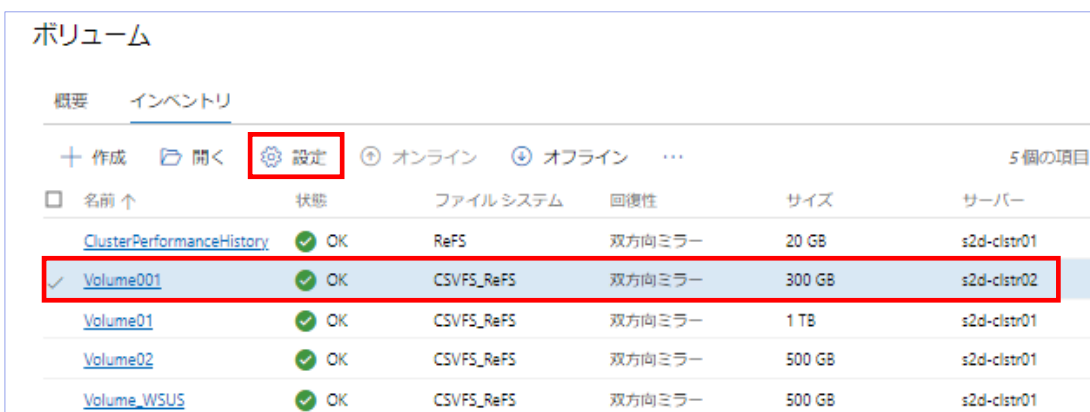 ボリューム
概要 インベントリ
作成 開く 設定 オンライン オフライン … 5個の項目
名前 状態 ファイル システム 回復性 サイズ サーバー
ClusterPerformanceHistory OK ReFS 双方向ミラー 20 GB s2d-clstr01
Volume001 OK CSVFS_ReFS 双方向ミラー 300 GB s2d-clstr02
Volume01 OK CSVFS_ReFS 双方向ミラー 1 TB s2d-clstr01
Volume02 OK CSVFS_ReFS 双方向ミラー 500 GB s2d-clstr01
Volume_WSUS OK CSVFS_ReFS 双方向ミラー 500 GB s2d-clstr01